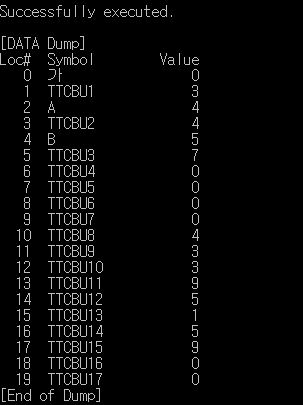 Successfully executed.
[DATA Dump]
Loc# Symbol Value
0 가 0
1 TTCBU1 3
2 A 4
3 TTCBU2 4
4 B 5
5 TTCBU3 7
6 TTCBU4 0
7 TTCBU5 0
8 TTCBU6 0
9 TTCBU7 0
10 TTCBU8 4
11 TTCBU9 3
12 TTCBU10 3
13 TTCBU11 9
14 TTCBU12 5
15 TTCBU13 1
16 TTCBU14 5
17 TTCBU15 9
18 TTCBU16 0
19 TTCBU17 0
[End of Dump]